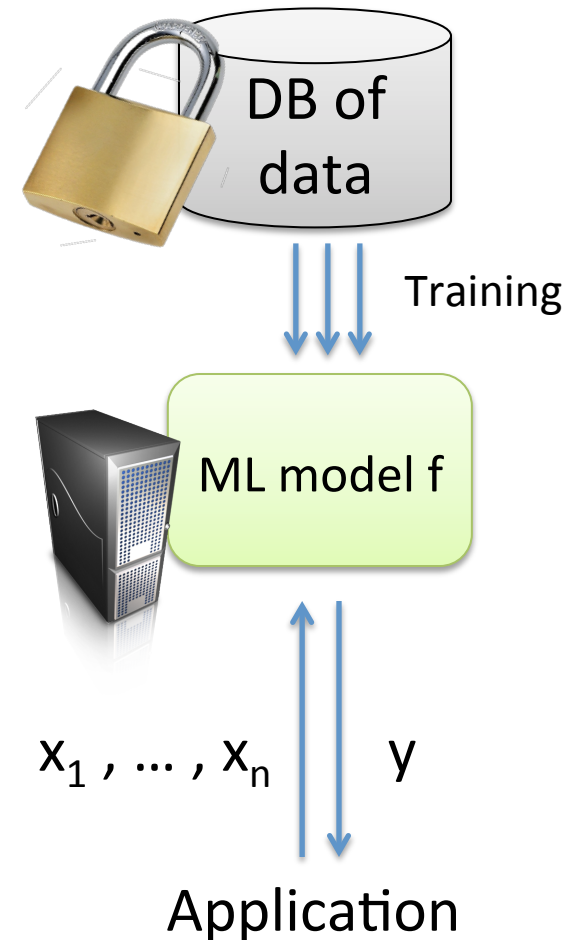 DB of
data
Training
ML model f
x₁ , … , xₙ
y
Application